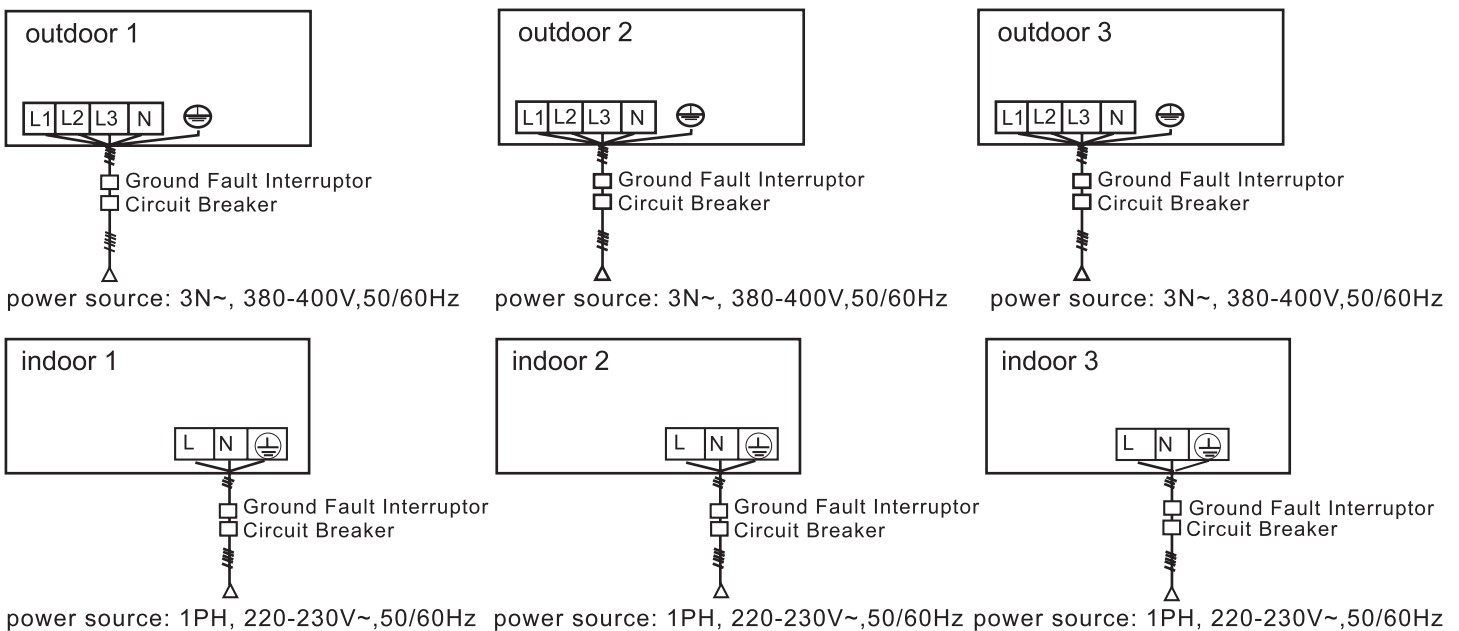 outdoor 1
L1 L2 L3 N
Ground Fault Interruptor
Circuit Breaker
power source: 3N~, 380-400V,50/60Hz
outdoor 2
L1 L2 L3 N
Ground Fault Interruptor
Circuit Breaker
power source: 3N~, 380-400V,50/60Hz
outdoor 3
L1 L2 L3 N
Ground Fault Interruptor
Circuit Breaker
power source: 3N~, 380-400V,50/60Hz
indoor 1
L N
Ground Fault Interruptor
Circuit Breaker
power source: 1PH, 220-230V~,50/60Hz
indoor 2
L N
Ground Fault Interruptor
Circuit Breaker
power source: 1PH, 220-230V~,50/60Hz
indoor 3
L N
Ground Fault Interruptor
Circuit Breaker
power source: 1PH, 220-230V~,50/60Hz